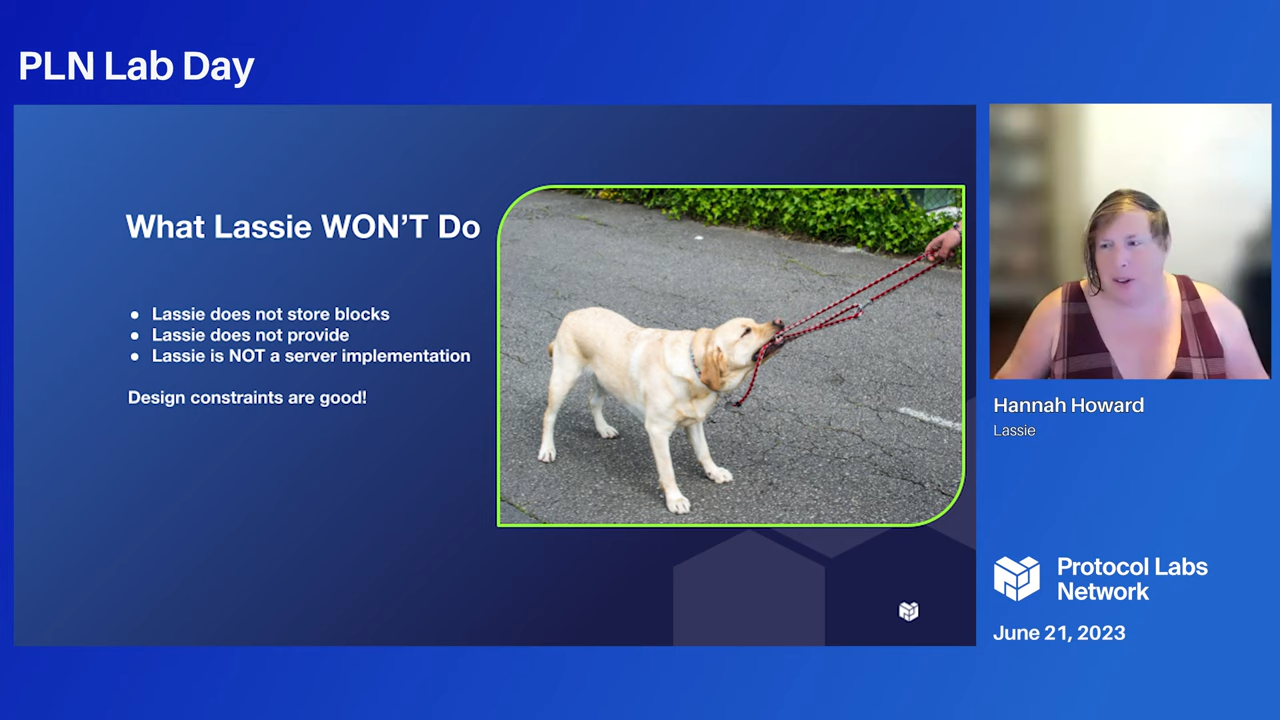 PLN Lab Day
What Lassie WON'T Do
● Lassie does not store blocks
● Lassie does not provide
● Lassie is NOT a server implementation
Design constraints are good!
Hannah Howard
Lassie
Protocol Labs
Network
June 21, 2023